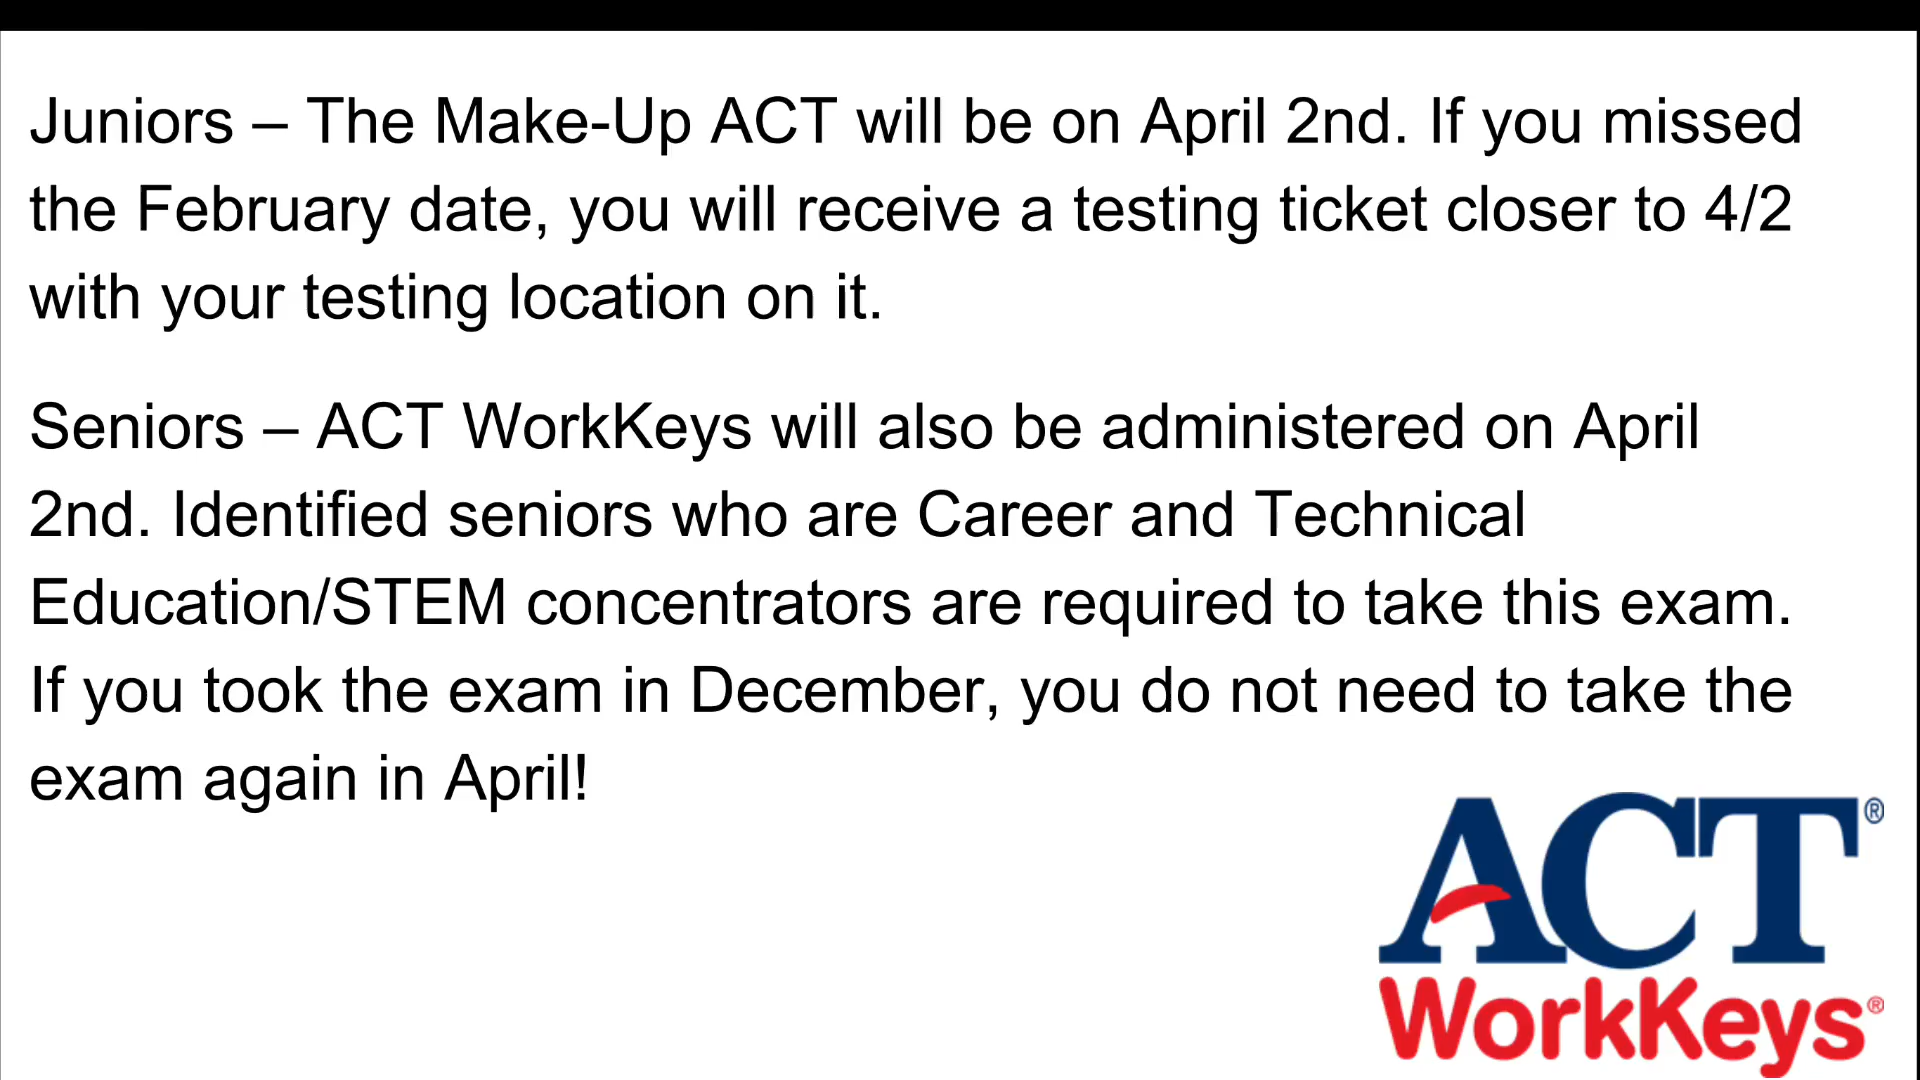 Juniors – The Make-Up ACT will be on April 2nd. If you missed
the February date, you will receive a testing ticket closer to 4/2
with your testing location on it.
Seniors – ACT WorkKeys will also be administered on April
2nd. Identified seniors who are Career and Technical
Education/STEM concentrators are required to take this exam.
If you took the exam in December, you do not need to take the
exam again in April!
ACT®
WorkKeys®